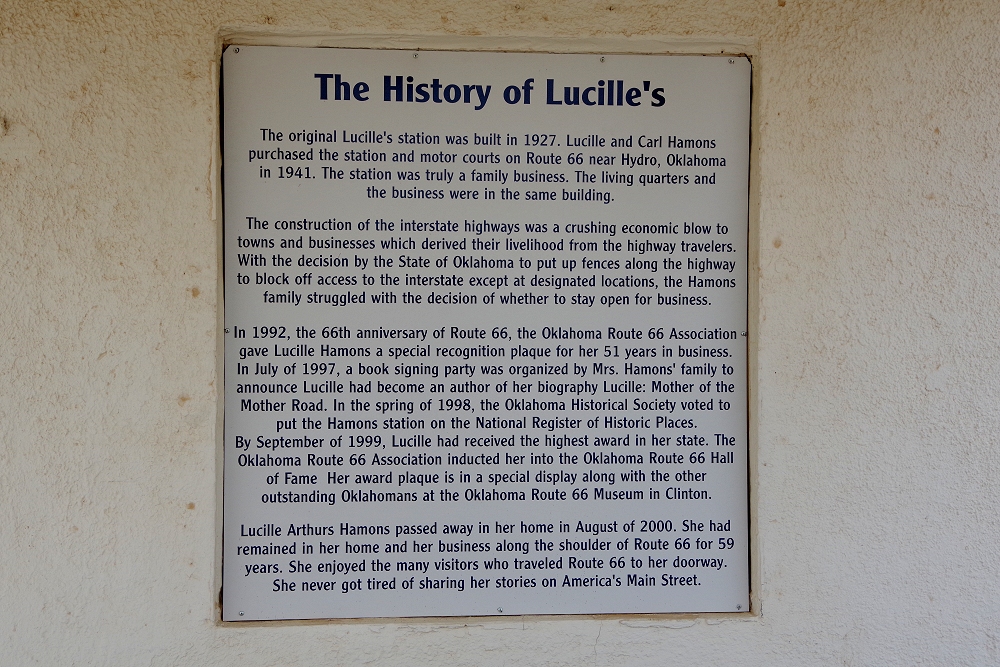 The History of Lucille's
The original Lucille's station was built in 1927. Lucille and Carl Hamons
purchased the station and motor courts on Route 66 near Hydro, Oklahoma
in 1941. The station was truly a family business. The living quarters and
the business were in the same building.
The construction of the interstate highways was a crushing economic blow to
towns and businesses which derived their livelihood from the highway travelers.
With the decision by the State of Oklahoma to put up fences along the highway
to block off access to the interstate except at designated locations, the Hamons
family struggled with the decision of whether to stay open for business.
In 1992, the 66th anniversary of Route 66, the Oklahoma Route 66 Association
gave Lucille Hamons a special recognition plaque for her 51 years in business.
In July of 1997, a book signing party was organized by Mrs. Hamons' family to
announce Lucille had become an author of her biography Lucille: Mother of the
Mother Road. In the spring of 1998, the Oklahoma Historical Society voted to
put the Hamons station on the National Register of Historic Places.
By September of 1999, Lucille had received the highest award in her state. The
Oklahoma Route 66 Association inducted her into the Oklahoma Route 66 Hall
of Fame  Her award plaque is in a special display along with the other
outstanding Oklahomans at the Oklahoma Route 66 Museum in Clinton.
Lucille Arthurs Hamons passed away in her home in August of 2000. She had
remained in her home and her business along the shoulder of Route 66 for 59
years. She enjoyed the many visitors who traveled Route 66 to her doorway.
She never got tired of sharing her stories on America's Main Street.